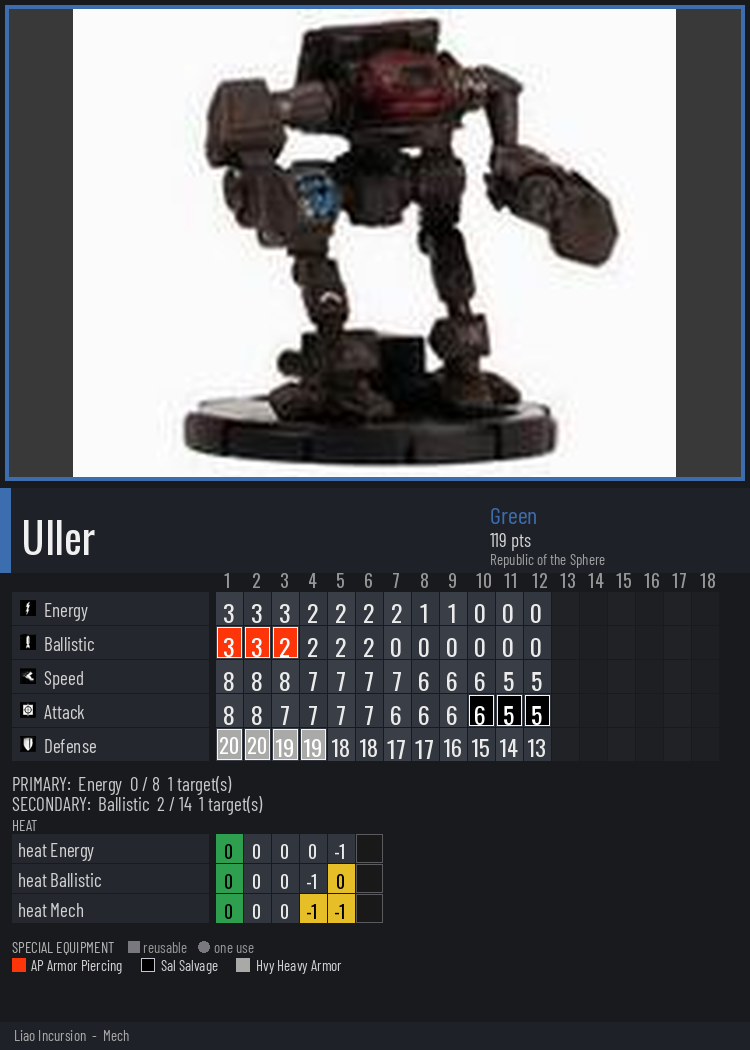 Uller
Green
119 pts
Republic of the Sphere
1 2 3 4 5 6 7 8 9 10 11 12 13 14 15 16 17 18
Energy 3 3 3 2 2 2 2 1 1 0 0 0
Ballistic 3 3 2 2 2 2 0 0 0 0 0 0
Speed 8 8 8 7 7 7 7 6 6 6 5 5
Attack 8 8 7 7 7 7 6 6 6 6 5 5
Defense 20 20 19 19 18 18 17 17 16 15 14 13
PRIMARY: Energy 0 / 8 1 target(s)
SECONDARY: Ballistic 2 / 14 1 target(s)
HEAT
heat Energy 0 0 0 0 -1
heat Ballistic 0 0 0 -1 0
heat Mech 0 0 0 -1 -1
SPECIAL EQUIPMENT reusable one use
AP Armor Piercing Sal Salvage Hvy Heavy Armor
Liao Incursion - Mech